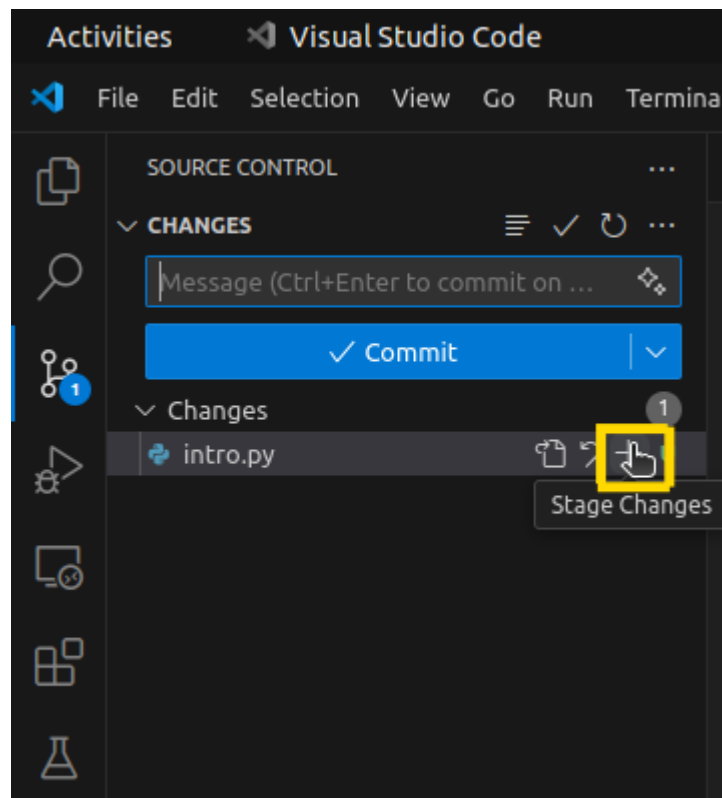 Activities Visual Studio Code
File Edit Selection View Go Run Termina
SOURCE CONTROL
CHANGES
Message (Ctrl+Enter to commit on ...
Commit
1
Changes 1
intro.py
Stage Changes